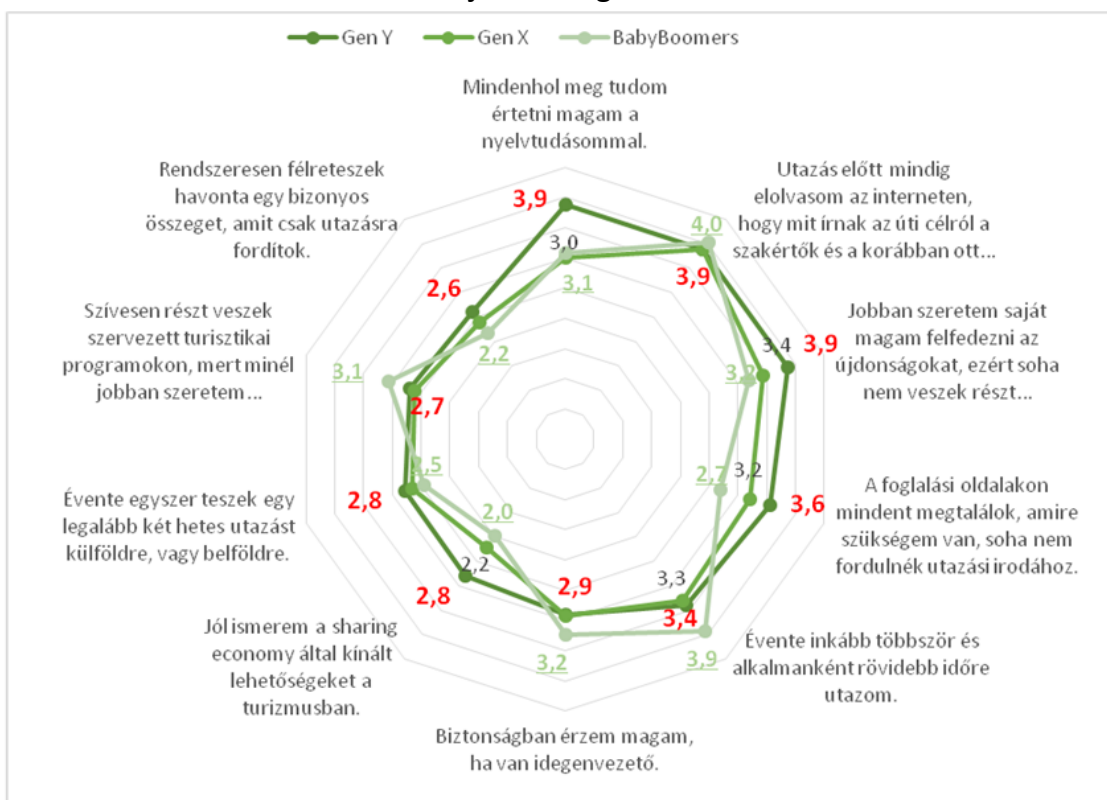 Gen Y
Gen X
BabyBoomers
Mindenhol meg tudom
értetni magam a
nyelvtudásommal.
Utazás előtt mindig
elolvasom az interneten,
hogy mit írnak az úti célról a
szakértők és a korábban ott...
Jobban szeretem saját
magam felfedezni az
újdonságokat, ezért soha
nem veszek részt...
A foglalási oldalakon
mindent megtalálok, amire
szükségem van, soha nem
fordulnék utazási irodához.
Évente inkább többször és
alkalmanként rövidebb időre
utazom.
Biztonságban érzem magam,
ha van idegenvezető.
Jól ismerem a sharing
economy által kínált
lehetőségeket a
turizmusban.
Évente egyszer teszek egy
legalább két hetes utazást
külföldre, vagy belföldre.
Szívesen részt veszek
szervezett turisztikai
programokon, mert minél
jobban szeretem ...
Rendszeresen félreteszek
havonta egy bizonyos
összeget, amit csak utazásra
fordítok.
3,9
3,0
3,1
4,0
3,9
3,4
3,9
3,2
3,6
2,7
3,3
3,4
3,9
2,9
3,2
2,0
2,2
2,8
2,8
3,1
2,7
2,6
2,2